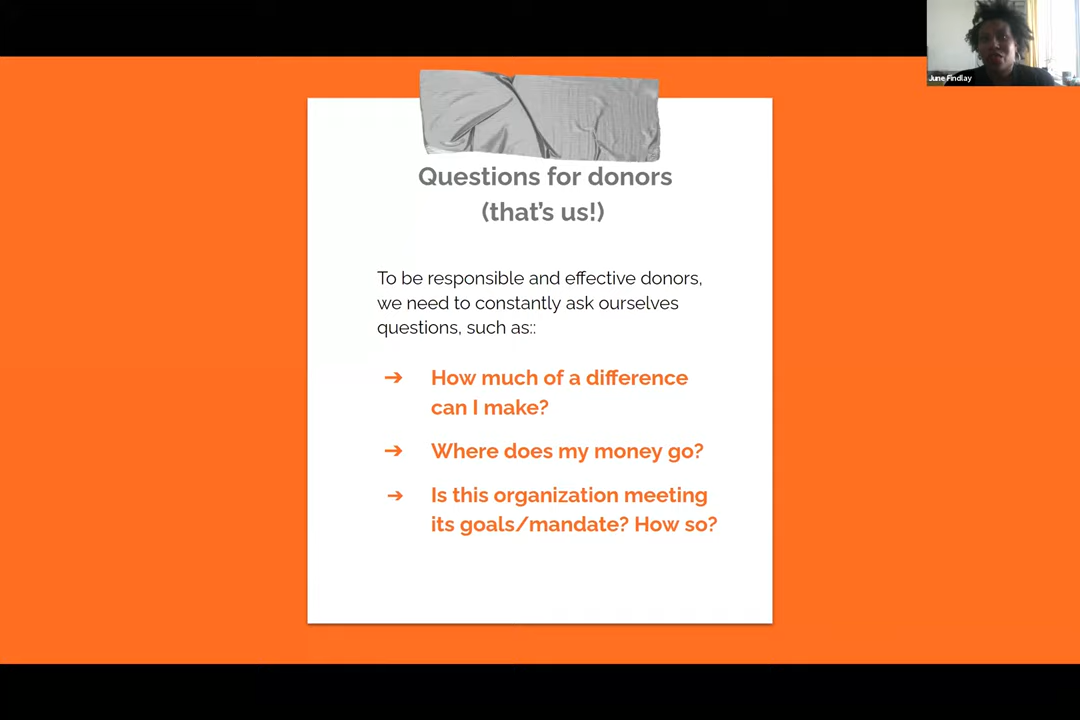 June Findlay
Questions for donors
(that's us!)
To be responsible and effective donors,
we need to constantly ask ourselves
questions, such as::
➔ How much of a difference
can I make?
➔ Where does my money go?
➔ Is this organization meeting
its goals/mandate? How so?